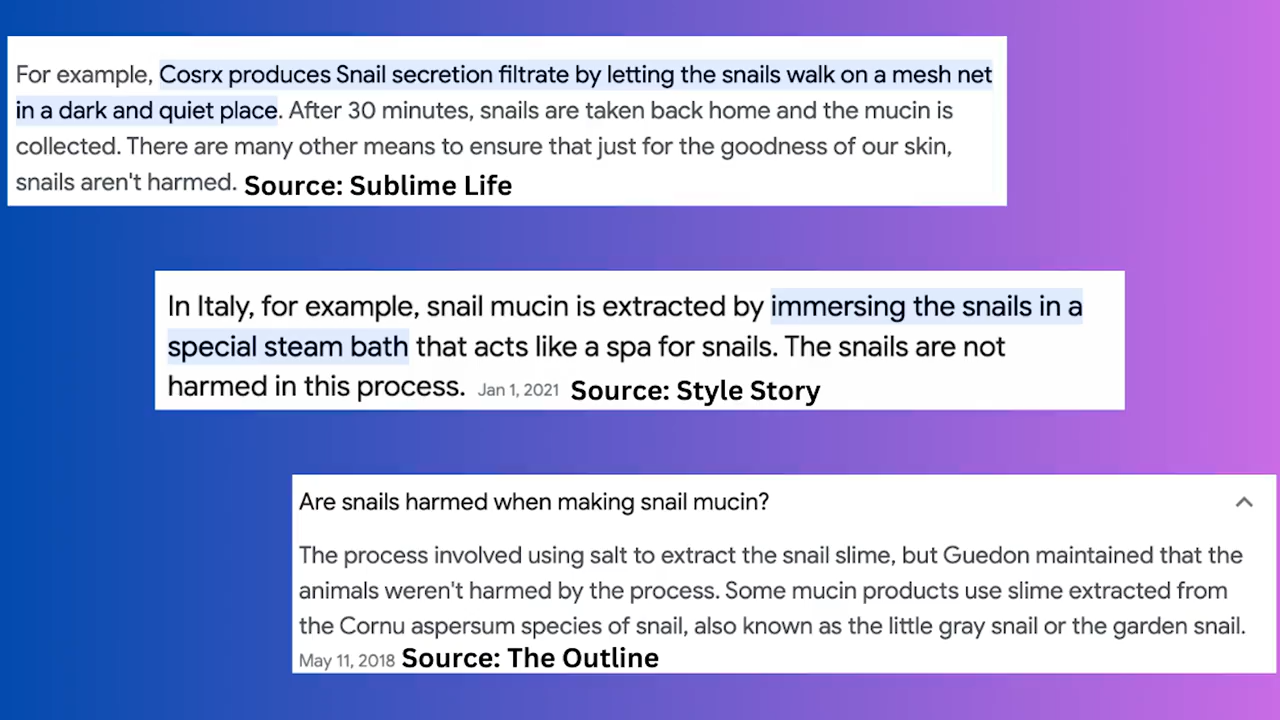 For example, Cosrx produces Snail secretion filtrate by letting the snails walk on a mesh net
in a dark and quiet place. After 30 minutes, snails are taken back home and the mucin is
collected. There are many other means to ensure that just for the goodness of our skin,
snails aren't harmed. Source: Sublime Life
In Italy, for example, snail mucin is extracted by immersing the snails in a
special steam bath that acts like a spa for snails. The snails are not
harmed in this process. Jan 1, 2021 Source: Style Story
Are snails harmed when making snail mucin?
The process involved using salt to extract the snail slime, but Guedon maintained that the
animals weren't harmed by the process. Some mucin products use slime extracted from
the Cornu aspersum species of snail, also known as the little gray snail or the garden snail.
May 11, 2018 Source: The Outline